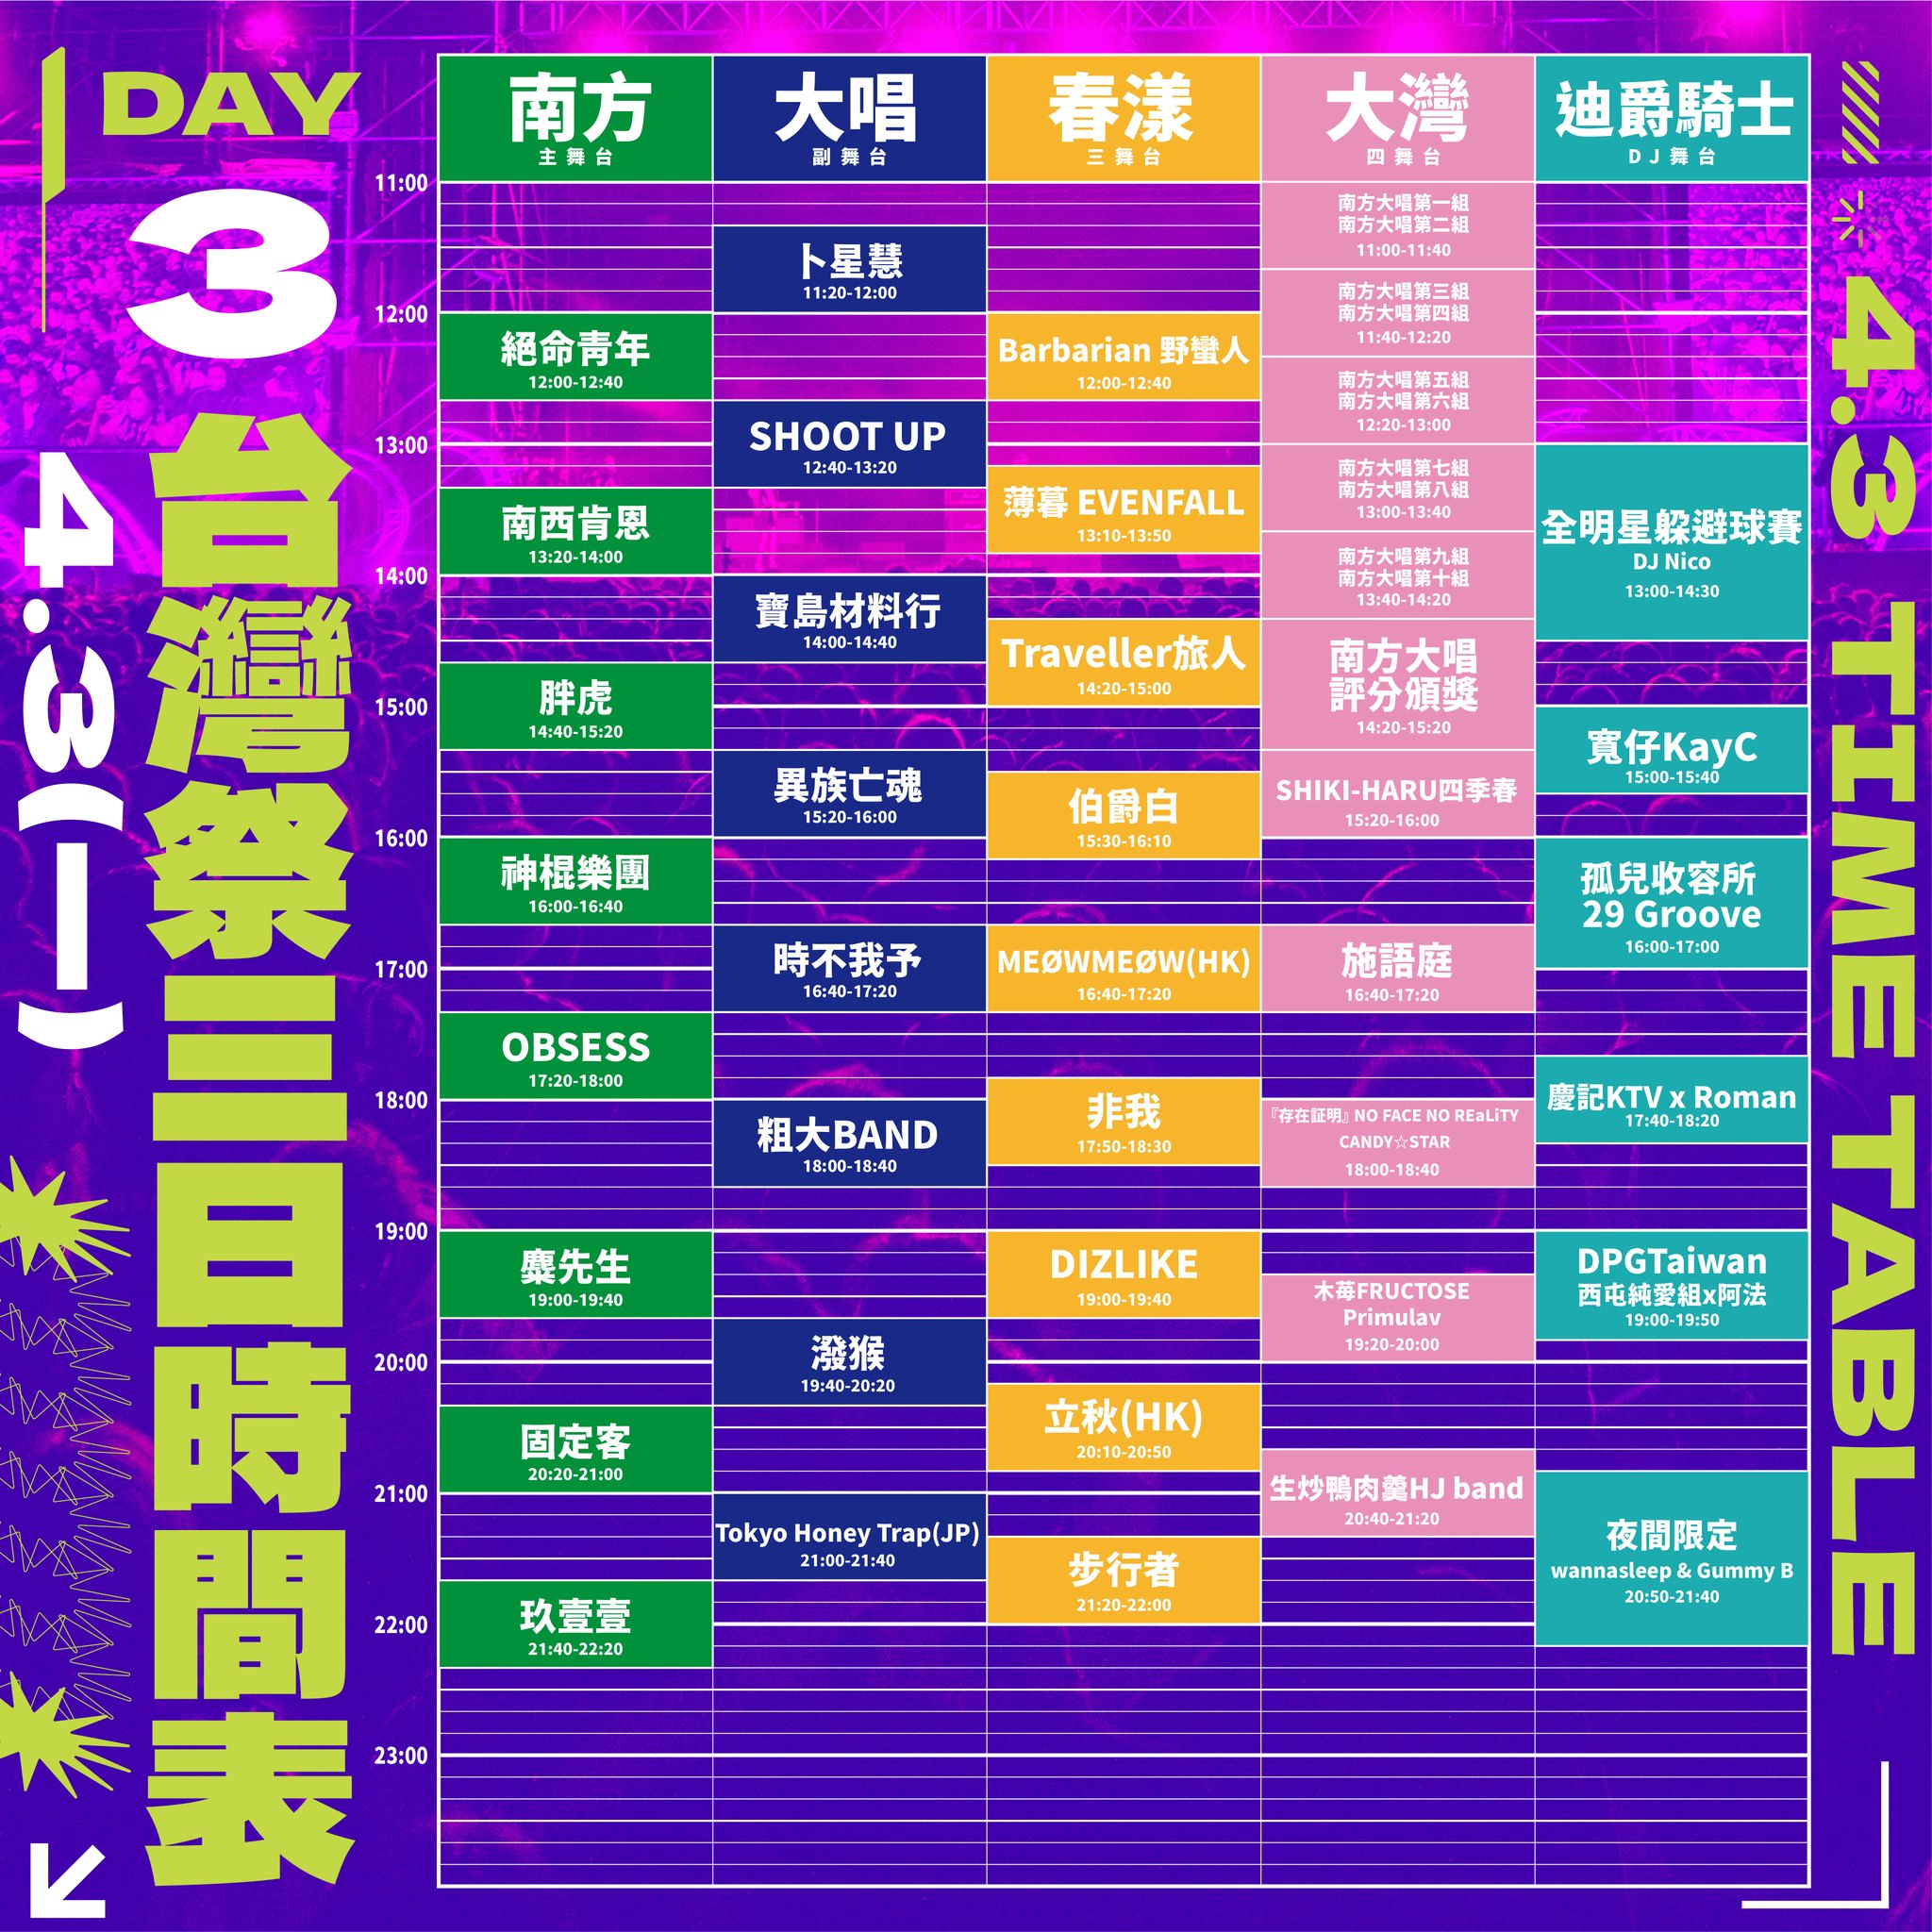 DAY
3
4.3(一)
台灣祭三日時間表
南方
主舞台
大唱
副舞台
春漾
三舞台
大灣
四舞台
迪爵騎士
DJ舞台
11:00
12:00
13:00
14:00
15:00
16:00
17:00
18:00
19:00
20:00
21:00
22:00
23:00
絕命青年
12:00-12:40
南西肯恩
13:20-14:00
胖虎
14:40-15:20
神棍樂團
16:00-16:40
OBSESS
17:20-18:00
麋先生
19:00-19:40
固定客
20:20-21:00
玖壹壹
21:40-22:20
卜星慧
11:20-12:00
SHOOT UP
12:40-13:20
寶島材料行
14:00-14:40
異族亡魂
15:20-16:00
時不我予
16:40-17:20
粗大BAND
18:00-18:40
潑猴
19:40-20:20
Tokyo Honey Trap(JP)
21:00-21:40
Barbarian 野蠻人
12:00-12:40
薄暮 EVENFALL
13:10-13:50
Traveller旅人
14:20-15:00
伯爵白
15:30-16:10
MEØWMEØW(HK)
16:40-17:20
非我
17:50-18:30
DIZLIKE
19:00-19:40
立秋(HK)
20:10-20:50
步行者
21:20-22:00
南方大唱第一組
南方大唱第二組
11:00-11:40
南方大唱第三組
南方大唱第四組
11:40-12:20
南方大唱第五組
南方大唱第六組
12:20-13:00
南方大唱第七組
南方大唱第八組
13:00-13:40
南方大唱第九組
南方大唱第十組
13:40-14:20
南方大唱
評分頒獎
14:20-15:20
SHIKI-HARU四季春
15:20-16:00
施語庭
16:40-17:20
『存在証明』NO FACE NO REaLiTY
CANDY☆STAR
18:00-18:40
木苺FRUCTOSE
Primulav
19:20-20:00
生炒鴨肉羹HJ band
20:40-21:20
全明星躲避球賽
DJ Nico
13:00-14:30
寬仔KayC
15:00-15:40
孤兒收容所
29 Groove
16:00-17:00
慶記KTV x Roman
17:40-18:20
DPGTaiwan
西屯純愛組x阿法
19:00-19:50
夜間限定
wannasleep & Gummy B
20:50-21:40
4.3 TIME TABLE